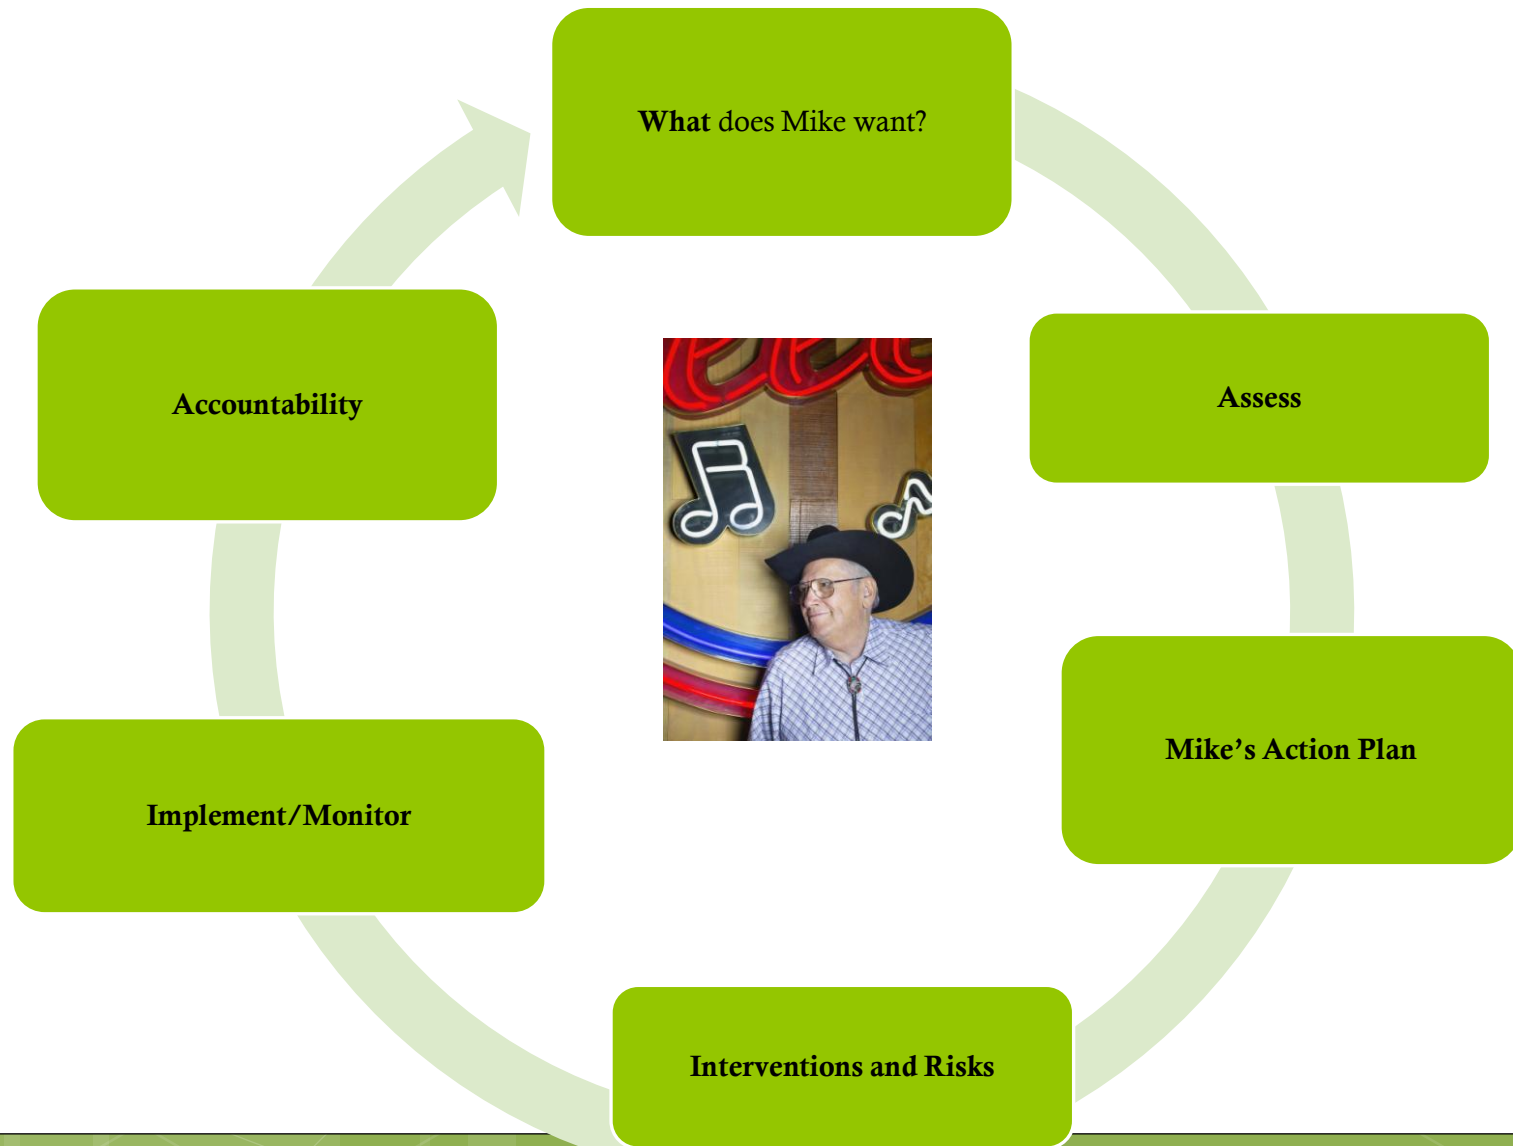 What does Mike want?
Assess
Mike’s Action Plan
Interventions and Risks
Implement/Monitor
Accountability